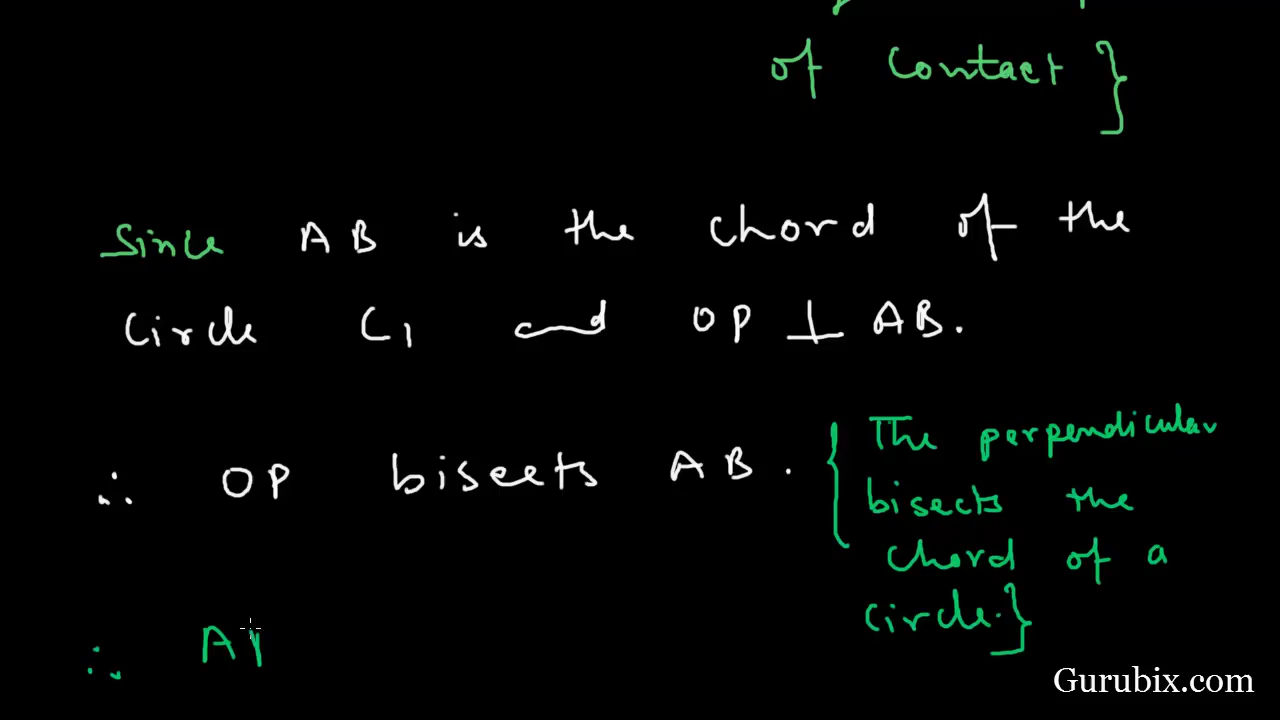 of contact }
Since AB is the chord of the
circle C1 and OP ⊥ AB.
∴ OP bisects AB. { The perpendicular
bisects the
chord of a
circle. }
∴ A
Gurubix.com